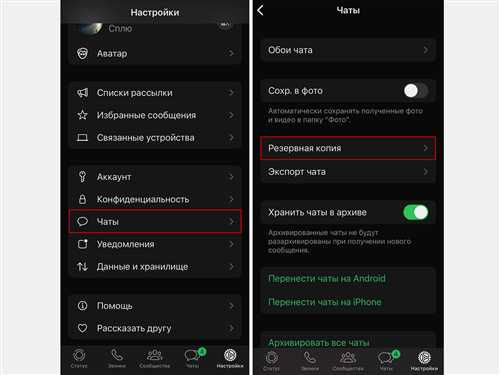 Настройки
Сплю
Аватар
Списки рассылки
Избранные сообщения
Связанные устройства
Аккаунт
Конфиденциальность
Чаты
Уведомления
Данные и хранилище
Помощь
Рассказать другу
4
Статус Звонки Сообщества Чаты Настройки
Чаты
Обои чата
Сохр. в фото
Автоматически сохранять полученные фото
и видео в папку "Фото".
Резервная копия
Экспорт чата
Хранить чаты в архиве
Архивированные чаты не будут
разархивированы при получении нового
сообщения.
Перенести чаты на Android
Перенести чаты на iPhone
Архивировать все чаты
4
Статус Звонки Сообщества Чаты Настройки